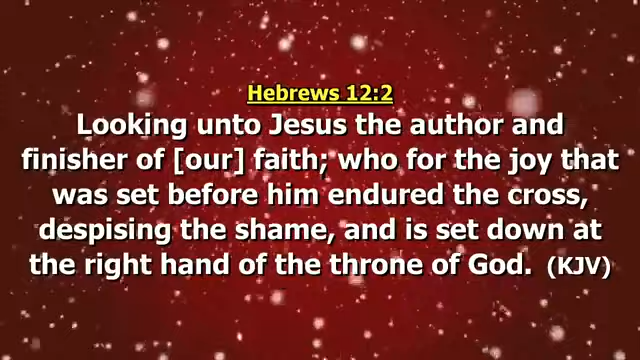 Hebrews 12:2
Looking unto Jesus the author and
finisher of [our] faith; who for the joy that
was set before him endured the cross,
despising the shame, and is set down at
the right hand of the throne of God. (KJV)